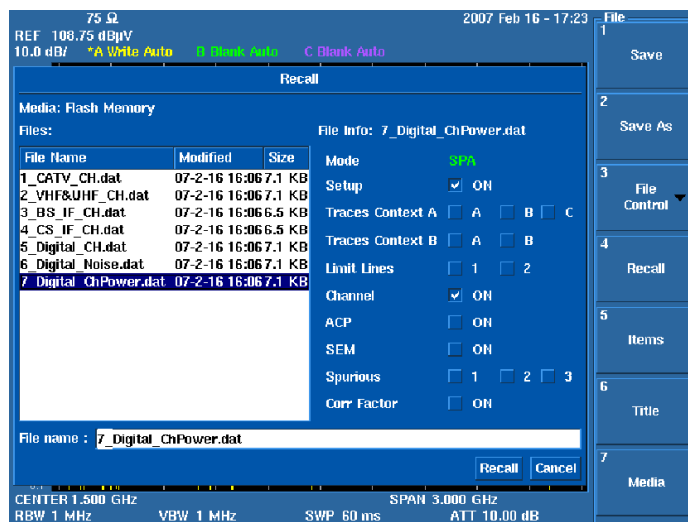 75 Ω 2007 Feb 16 - 17:23
REF 108.75 dBμV
10.0 dB/ *A Write Auto B Blank Auto C Blank Auto
Recall
Media: Flash Memory
Files: File Info: 7_Digital_ChPower.dat
File Name Modified Size
1_CATV_CH.dat 07-2-16 16:06 7.1 KB
2_VHF&UHF_CH.dat 07-2-16 16:06 7.1 KB
3_BS_IF_CH.dat 07-2-16 16:06 6.5 KB
4_CS_IF_CH.dat 07-2-16 16:06 6.5 KB
5_Digital_CH.dat 07-2-16 16:06 7.1 KB
6_Digital_Noise.dat 07-2-16 16:06 7.1 KB
7_Digital_ChPower.dat 07-2-16 16:06 7.1 KB
Mode SPA
Setup ON
Traces Context A A B C
Traces Context B A B
Limit Lines 1 2
Channel ON
ACP ON
SEM ON
Spurious 1 2 3
Corr Factor ON
File name : 7_Digital_ChPower.dat
Recall Cancel
CENTER 1.500 GHz SPAN 3.000 GHz
RBW 1 MHz VBW 1 MHz SWP 60 ms ATT 10.00 dB
File
1
Save
2
Save As
3
File
Control
4
Recall
5
Items
6
Title
7
Media